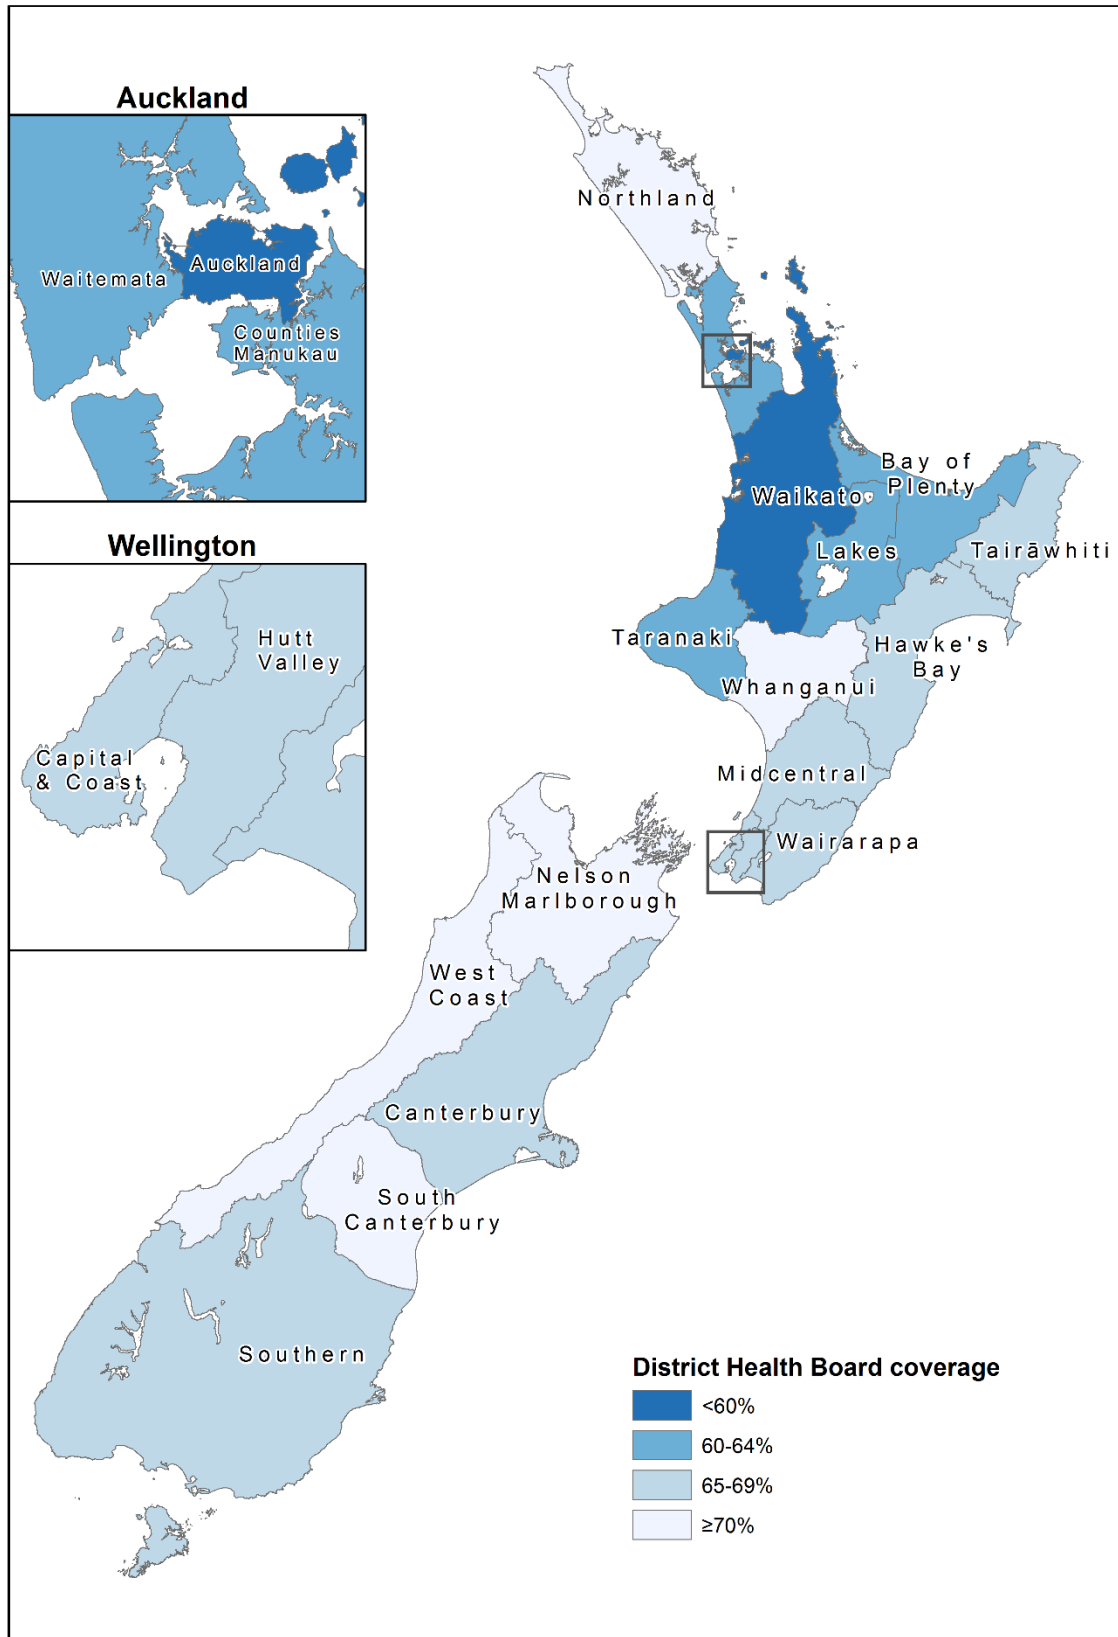 Auckland
Waitemata
Auckland
Counties
Manukau
Wellington
Hutt
Valley
Capital
& Coast
Northland
Bay of
Plenty
Waikato
Lakes
Tairāwhiti
Taranaki
Hawke's
Bay
Whanganui
Midcentral
Wairarapa
Nelson
Marlborough
West
Coast
Canterbury
South
Canterbury
Southern
District Health Board coverage
<60%
60-64%
65-69%
≥70%